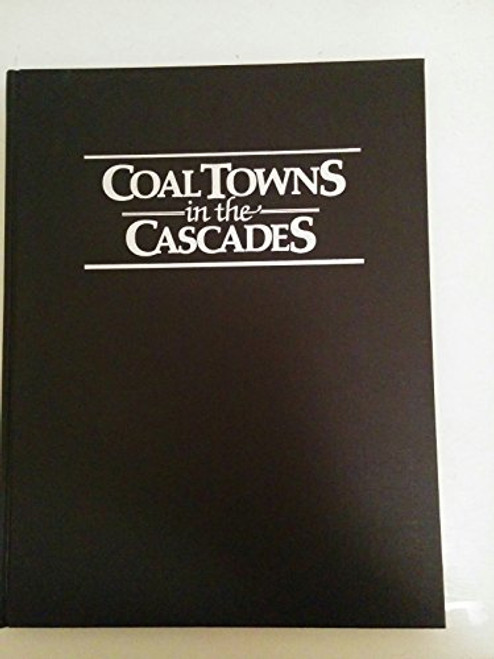 COAL TOWNS
in the
CASCADES